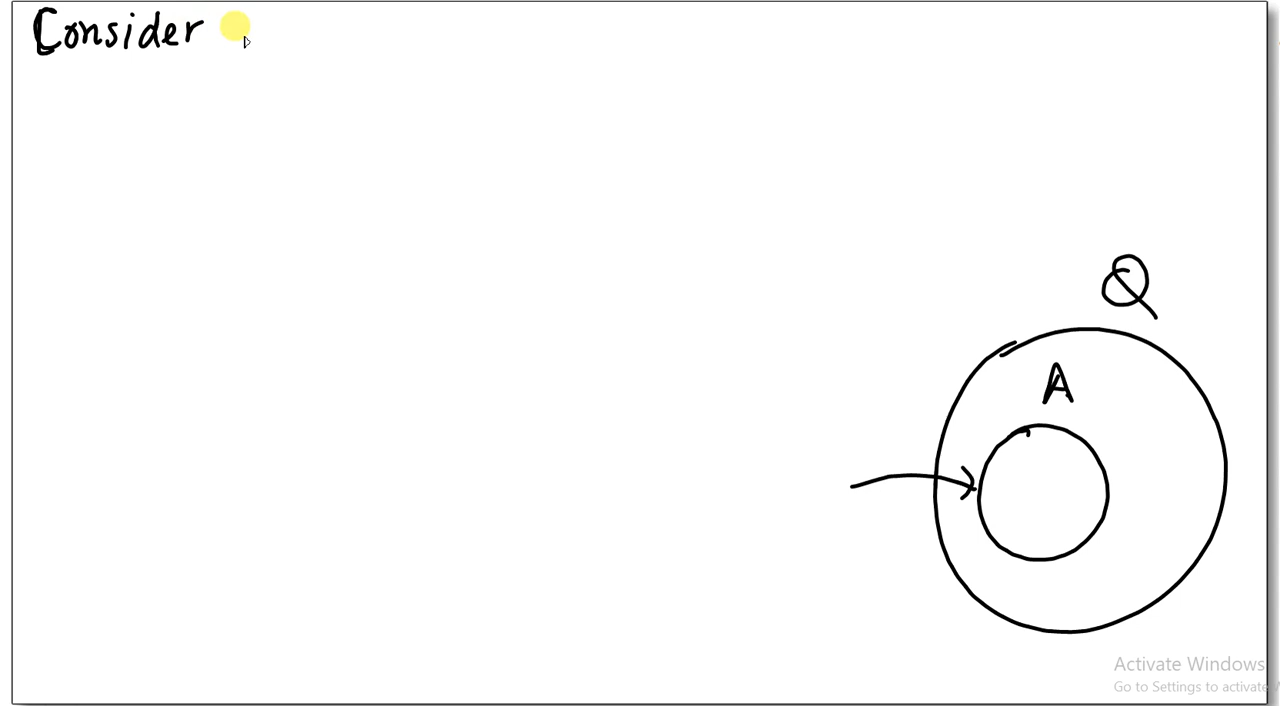 Consider
Q
A
Activate Windows
Go to Settings to activate